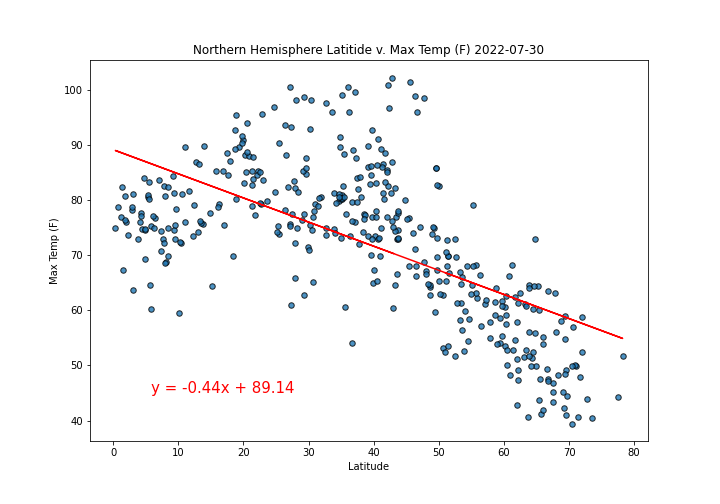 Northern Hemisphere Latitide v. Max Temp (F) 2022-07-30
100
90
80
70
60
50
40
Max Temp (F)
y = -0.44x + 89.14
0 10 20 30 40 50 60 70 80
Latitude